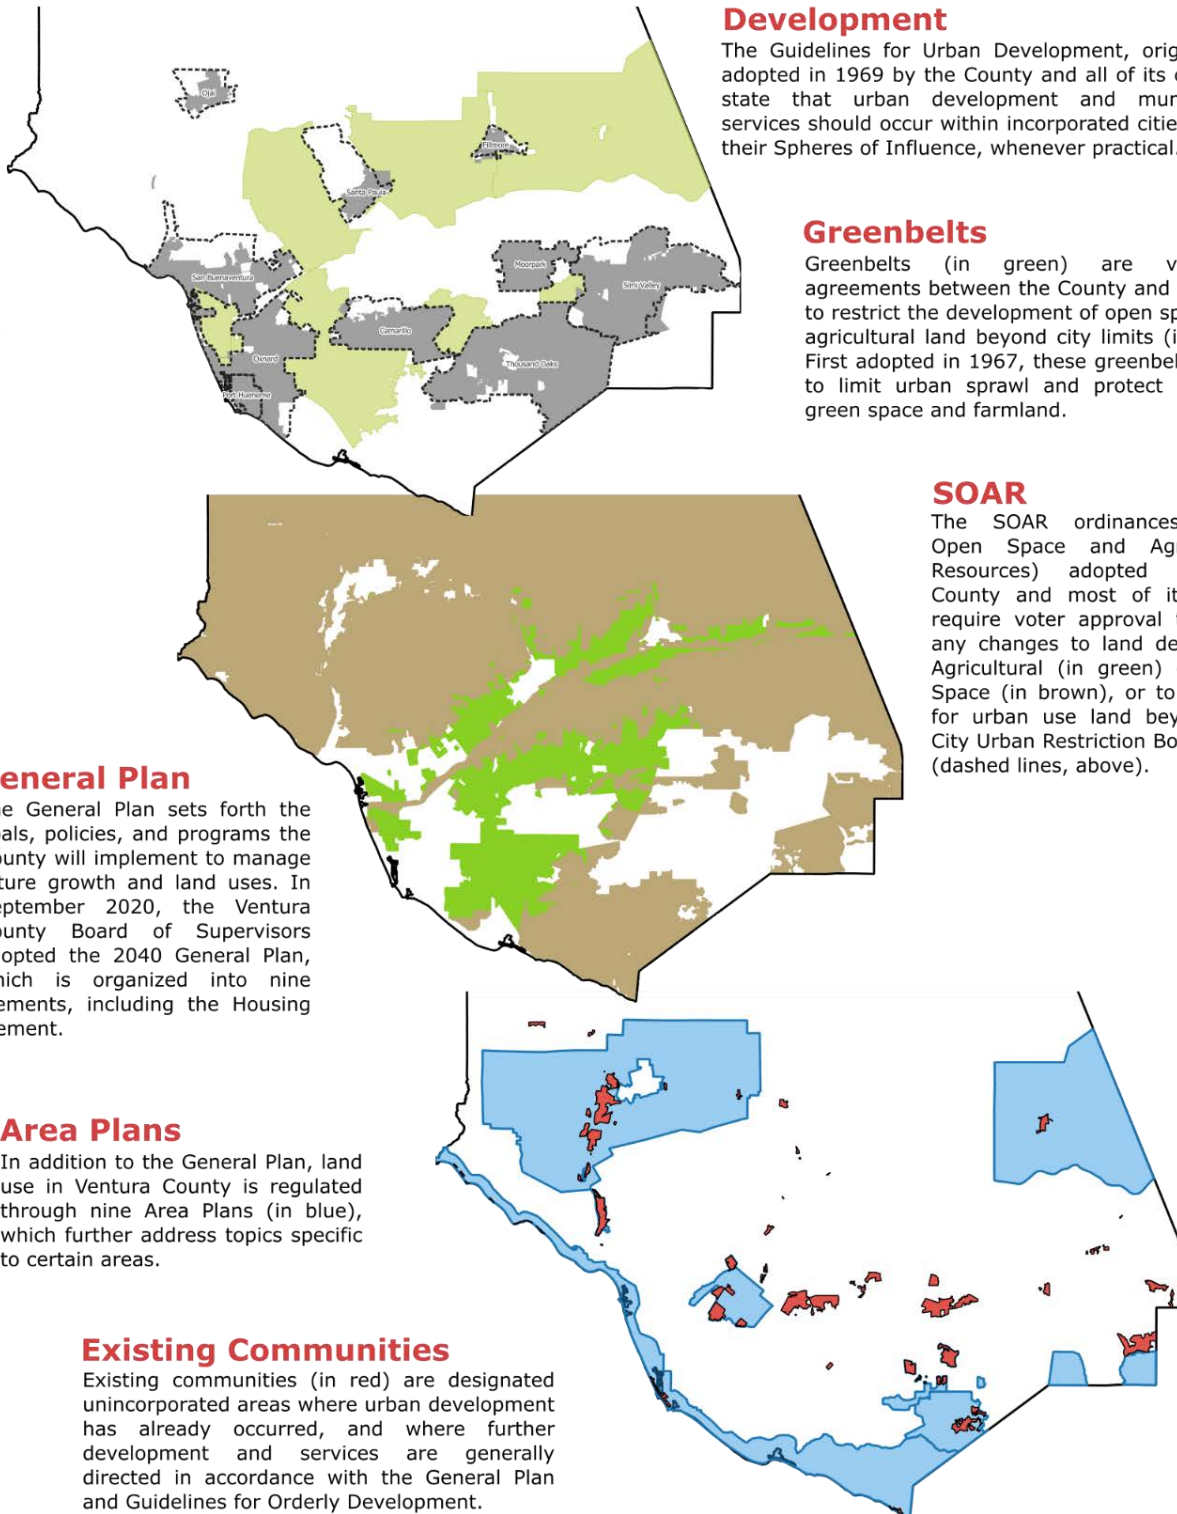 Development
The Guidelines for Urban Development, orig
adopted in 1969 by the County and all of its
state that urban development and mun
services should occur within incorporated citie
their Spheres of Influence, whenever practical.
Ojai
Fillmore
Santa Paula
San Buenaventura
Moorpark
Simi Valley
Camarillo
Oxnard
Thousand Oaks
Port Hueneme
Greenbelts
Greenbelts (in green) are v
agreements between the County and
to restrict the development of open sp
agricultural land beyond city limits (i
First adopted in 1967, these greenbel
to limit urban sprawl and protect
green space and farmland.
SOAR
The SOAR ordinances
Open Space and Agr
Resources) adopted
County and most of it
require voter approval
any changes to land de
Agricultural (in green)
Space (in brown), or to
for urban use land bey
City Urban Restriction Bo
(dashed lines, above).
eneral Plan
e General Plan sets forth the
als, policies, and programs the
ounty will implement to manage
ture growth and land uses. In
eptember 2020, the Ventura
ounty Board of Supervisors
opted the 2040 General Plan,
hich is organized into nine
ements, including the Housing
ement.
Area Plans
In addition to the General Plan, land
use in Ventura County is regulated
through nine Area Plans (in blue),
which further address topics specific
to certain areas.
Existing Communities
Existing communities (in red) are designated
unincorporated areas where urban development
has already occurred, and where further
development and services are generally
directed in accordance with the General Plan
and Guidelines for Orderly Development.